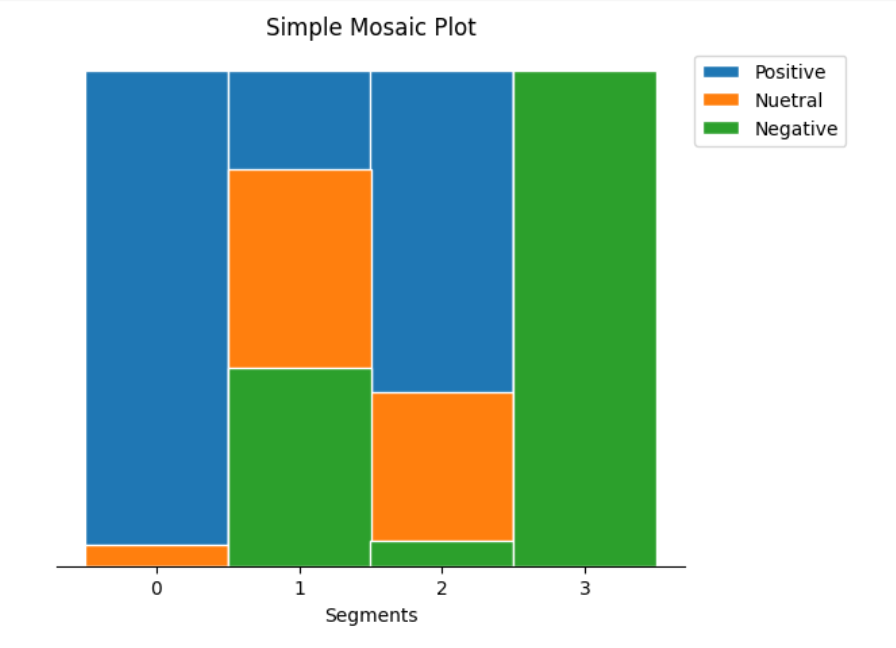 Simple Mosaic Plot
Positive
Nuetral
Negative
0 1 2 3
Segments